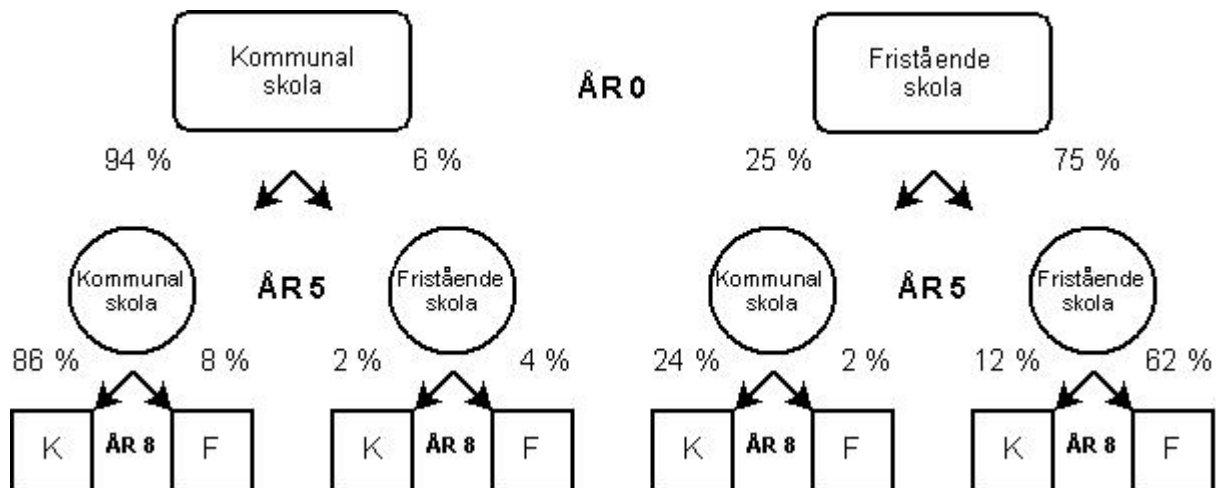 Kommunal
skola
ÅR 0
Fristående
skola
94 %
6 %
25 %
75 %
Kommunal
skola
ÅR 5
Fristående
skola
Kommunal
skola
ÅR 5
Fristående
skola
86 %
8 %
2 %
4 %
24 %
2 %
12 %
62 %
K
ÅR 8
F
K
ÅR 8
F
K
ÅR 8
F
K
ÅR 8
F